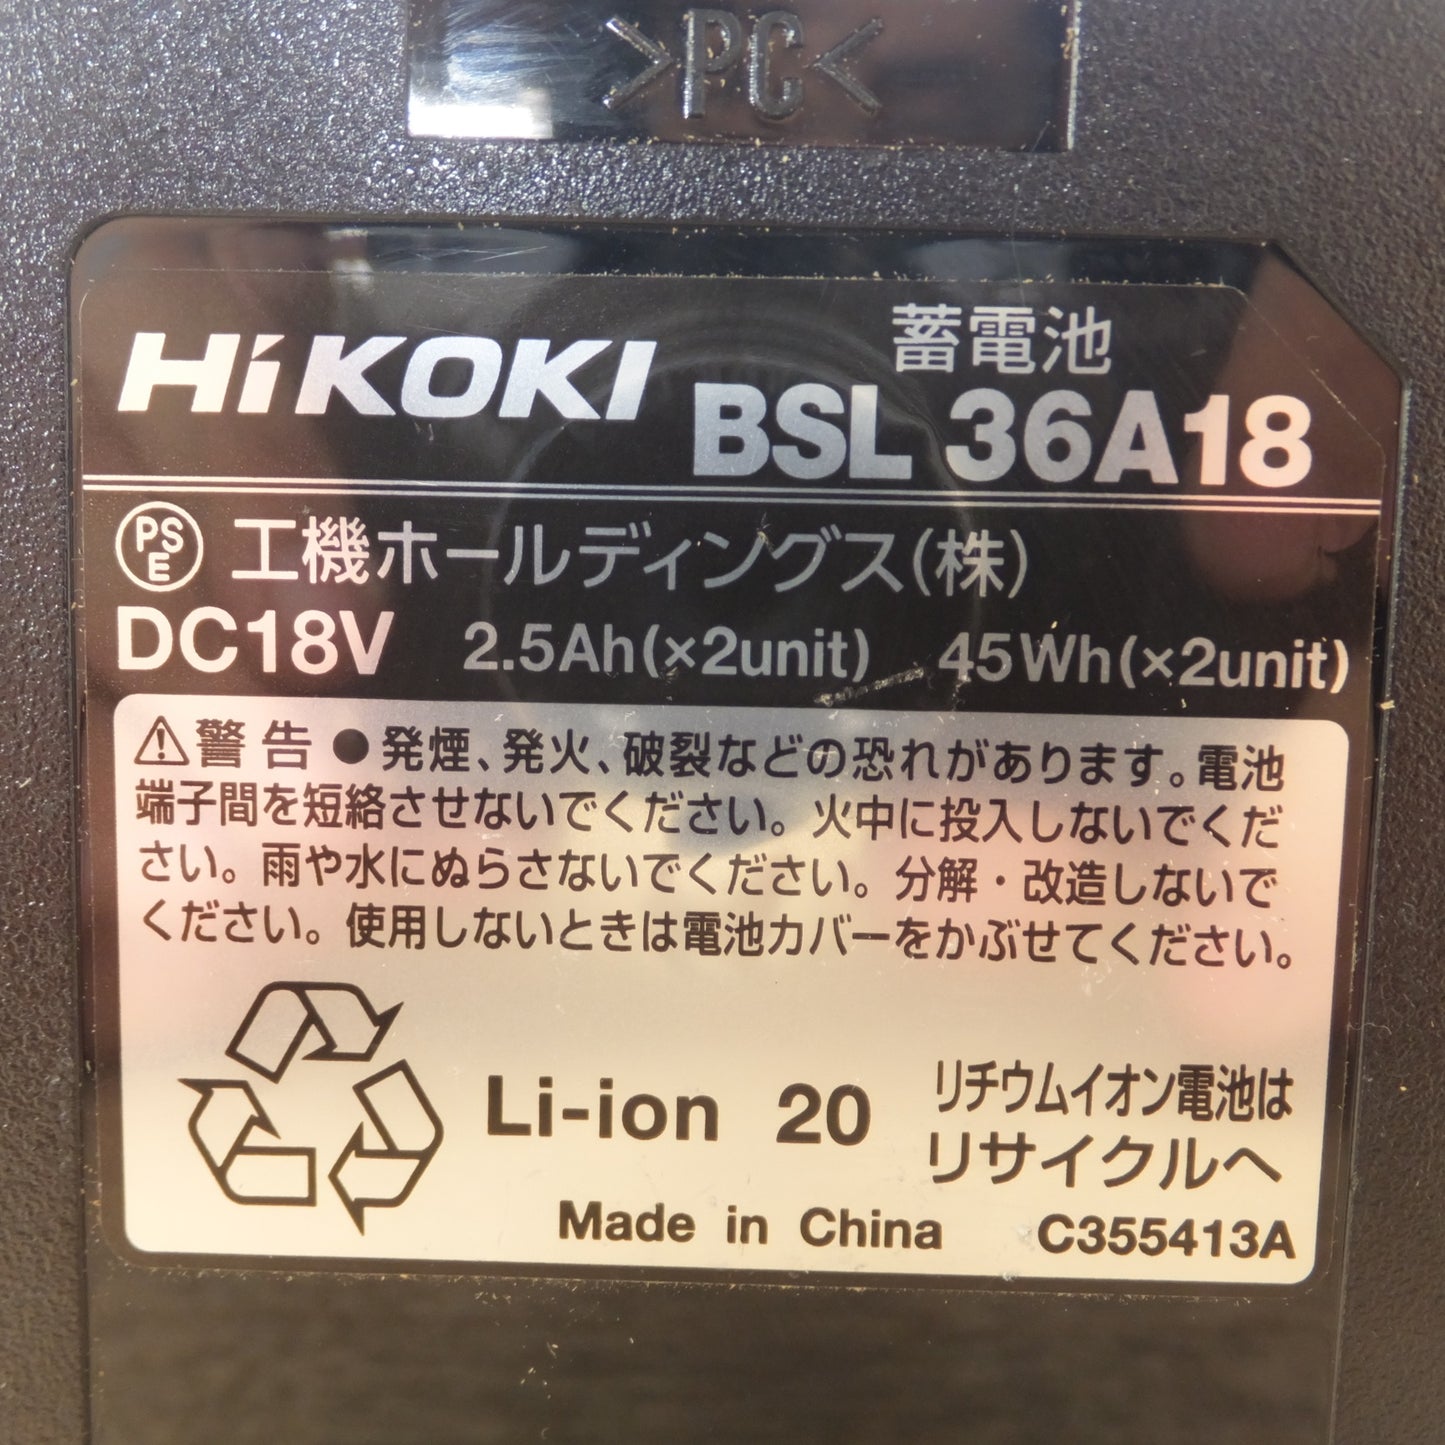 >PC<
HiKOKI
蓄電池
BSL 36A18
PSE 工機ホールディングス(株)
DC18V 2.5Ah(×2unit) 45Wh(×2unit)
⚠警告 ●発煙、発火、破裂などの恐れがあります。電池
端子間を短絡させないでください。火中に投入しないでくだ
さい。雨や水にぬらさないでください。分解・改造しないで
ください。使用しないときは電池カバーをかぶせてください。
Li-ion 20
リチウムイオン電池は
リサイクルへ
Made in China
C355413A